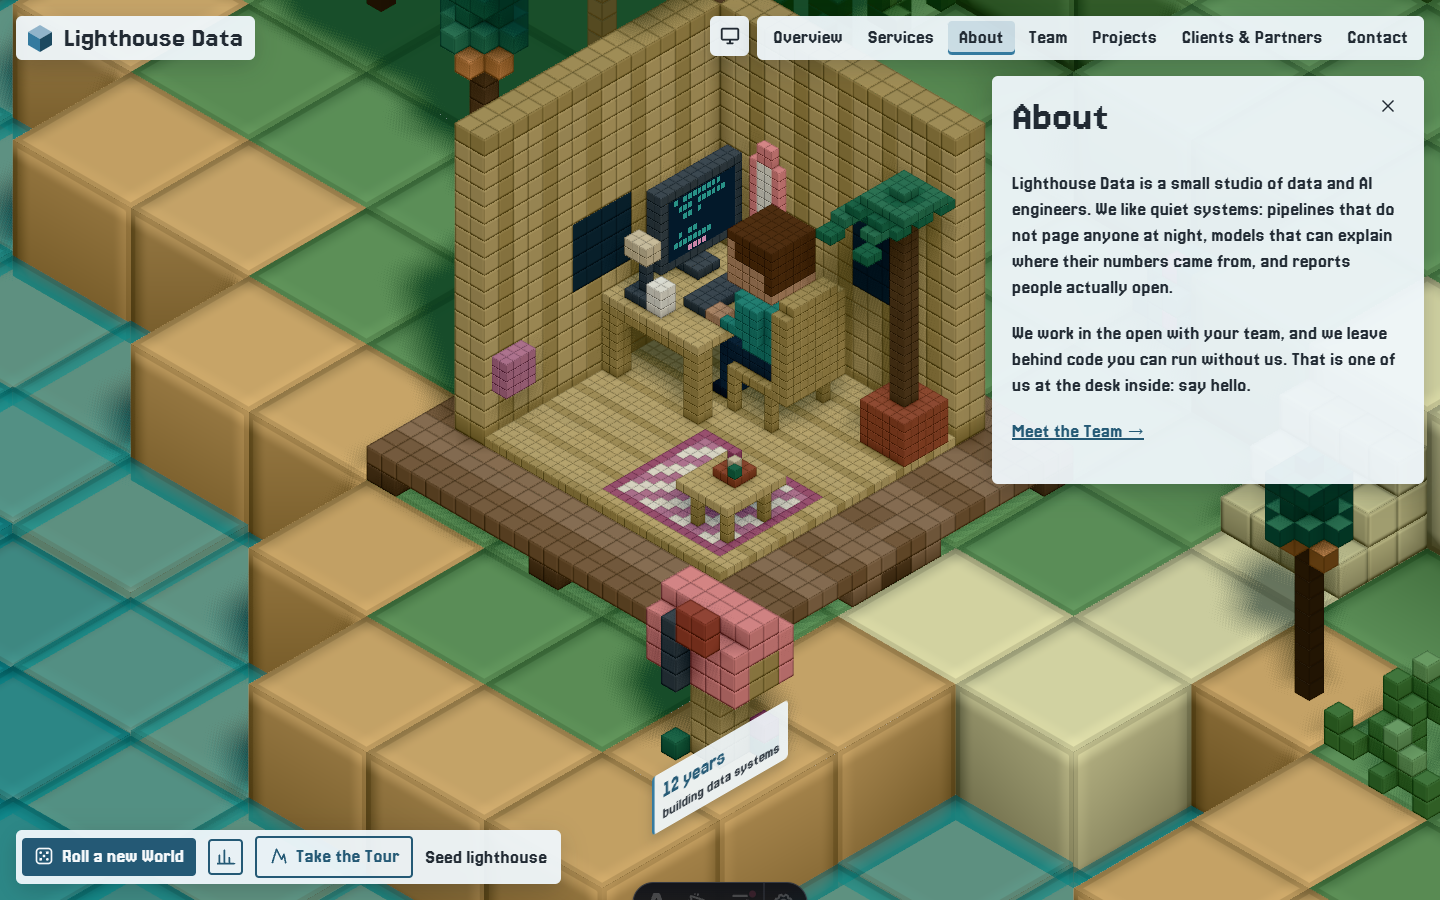 Lighthouse Data
Overview
Services
About
Team
Projects
Clients & Partners
Contact
About
Lighthouse Data is a small studio of data and AI
engineers. We like quiet systems: pipelines that do
not page anyone at night, models that can explain
where their numbers came from, and reports
people actually open.
We work in the open with your team, and we leave
behind code you can run without us. That is one of
us at the desk inside: say hello.
Meet the Team →
12 years
building data systems
Roll a new World
Take the Tour
Seed lighthouse